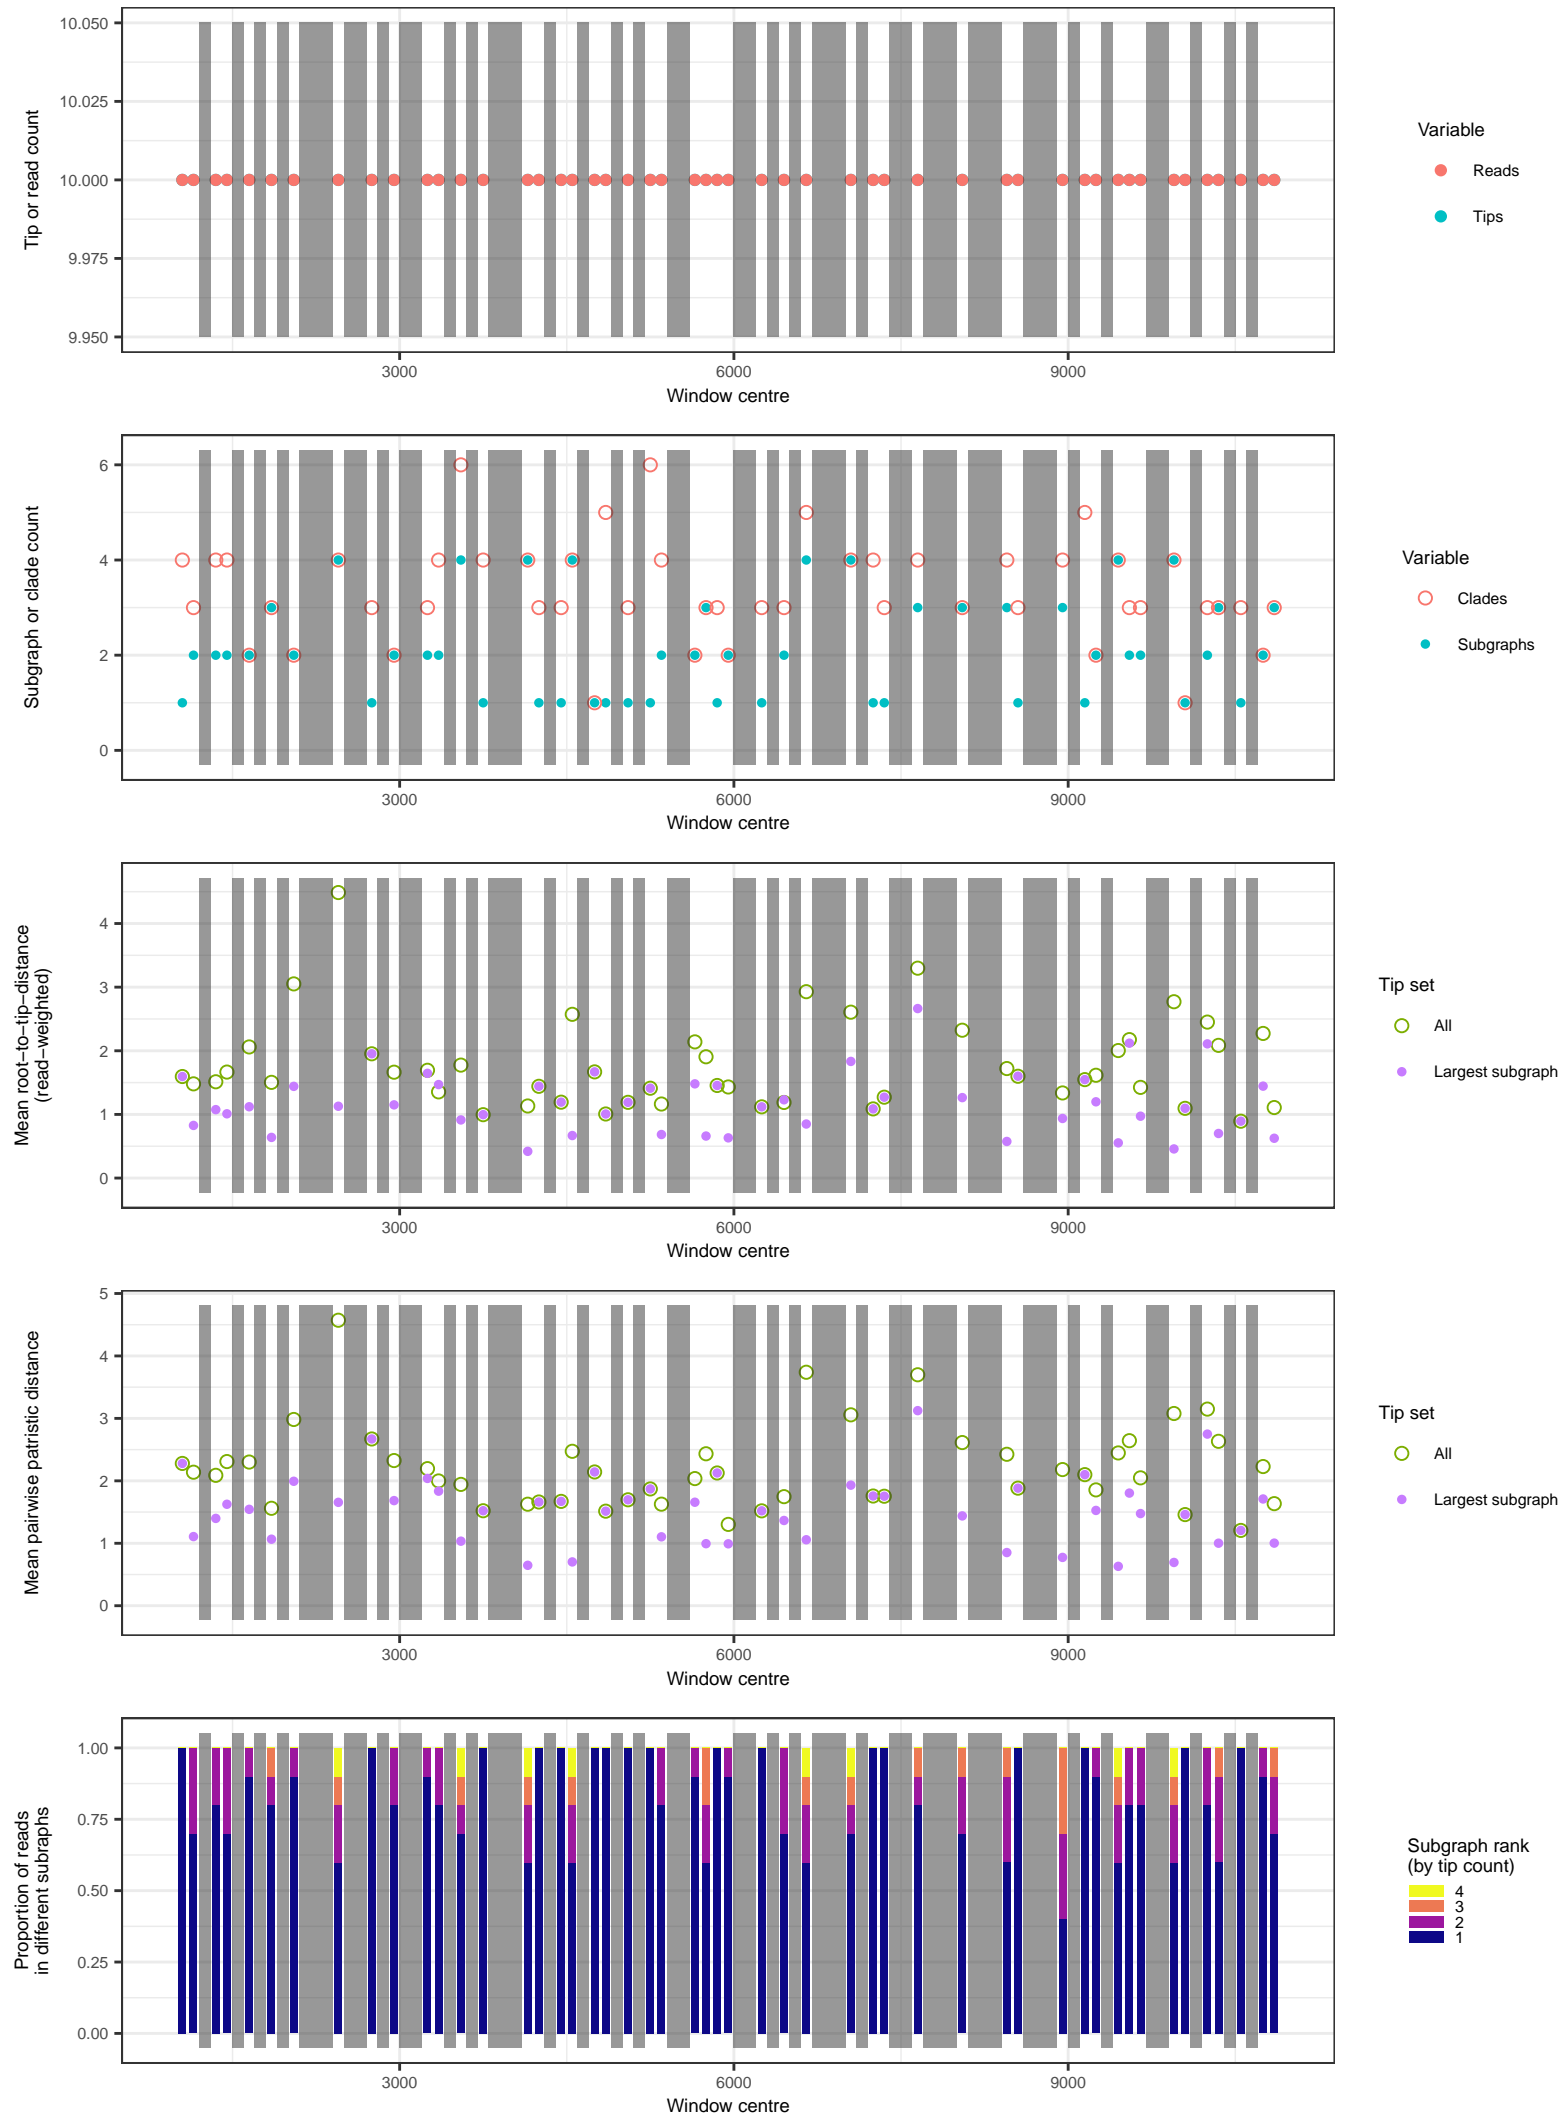 10.050
10.025
10.000
9.975
9.950
Tip or read count
3000
6000
9000
Window centre
Variable
Reads
Tips
6
4
2
0
Subgraph or clade count
3000
6000
9000
Window centre
Variable
Clades
Subgraphs
4
3
2
1
0
Mean root−to−tip−distance
(read−weighted)
3000
6000
9000
Window centre
Tip set
All
Largest subgraph
5
4
3
2
1
0
Mean pairwise patristic distance
3000
6000
9000
Window centre
Tip set
All
Largest subgraph
1.00
0.75
0.50
0.25
0.00
Proportion of reads
in different subraphs
3000
6000
9000
Window centre
Subgraph rank
(by tip count)
4
3
2
1